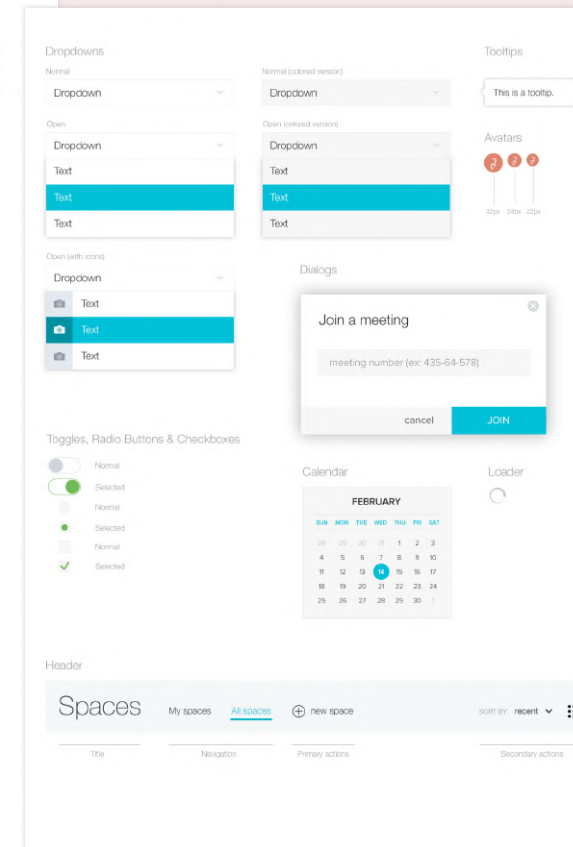 Dropdowns
Normal
Dropdown
Open
Dropdown
Text
Text
Text
Open (with icons)
Dropdown
Text
Text
Text
Normal (colored version)
Dropdown
Open (colored version)
Dropdown
Text
Text
Text
Tooltips
This is a tooltip.
Avatars
32px 24px 22px
Dialogs
Join a meeting
meeting number (ex: 435-64-578)
cancel JOIN
Toggles, Radio Buttons & Checkboxes
Normal
Selected
Normal
Selected
Normal
Selected
Calendar
FEBRUARY
SUN MON TUE WED THU FRI SAT
28 29 30 31 1 2 3
4 5 6 7 8 9 10
11 12 13 14 15 16 17
18 19 20 21 22 23 24
25 26 27 28 29 30 1
Loader
Header
Spaces My spaces All spaces new space SORT BY: recent
Title Navigation Primary actions Secondary actions